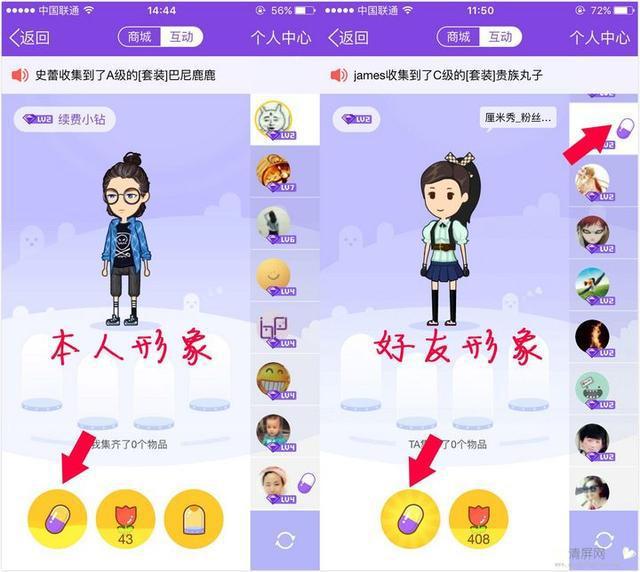 中国联通
14:44
56%
返回
商城
互动
个人中心
史蕾收集到了A级的[套装]巴尼鹿鹿
LV2
续费小钻
LV2
LV7
LV6
LV4
LV4
LV4
LV4
LV4
本人形象
我集齐了0个物品
43
中国联通
11:50
72%
返回
商城
互动
个人中心
james收集到了C级的[套装]贵族丸子
LV2
厘米秀_粉丝...
LV2
LV2
LV2
LV2
LV2
LV2
LV2
好友形象
TA集齐了0个物品
408
清屏网